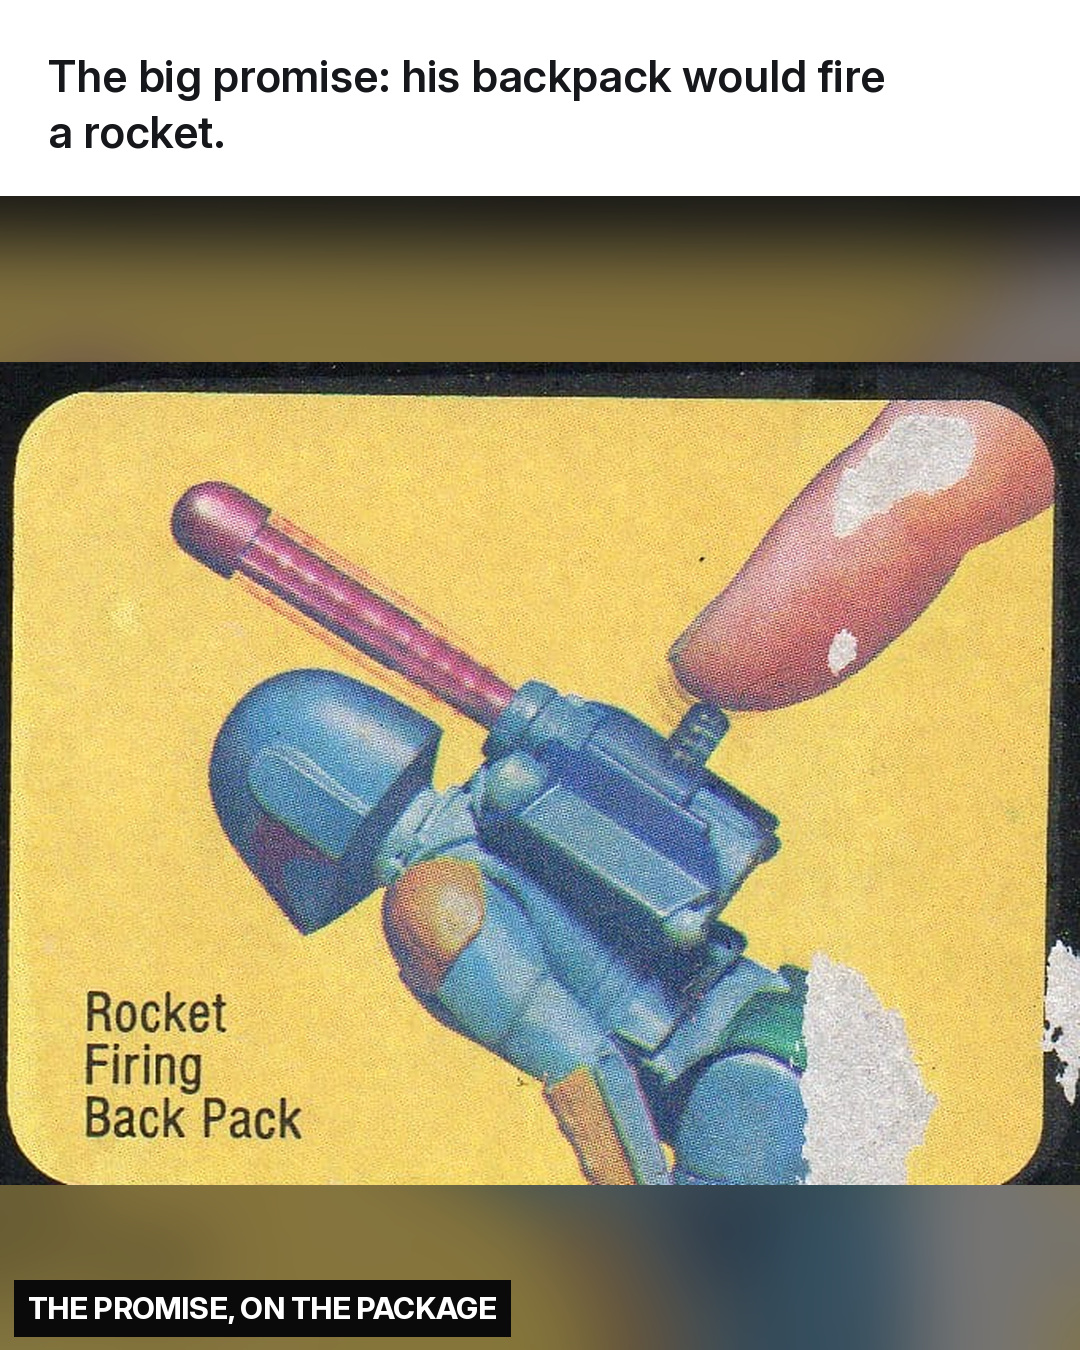 The big promise: his backpack would fire
a rocket.
Rocket
Firing
Back Pack
THE PROMISE, ON THE PACKAGE